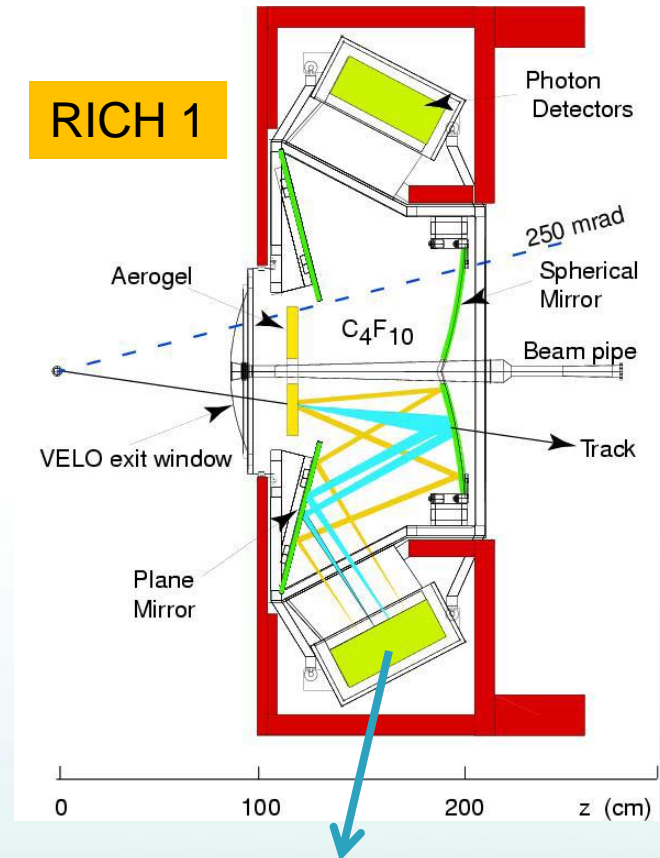 RICH 1
Photon
Detectors
250 mrad
Aerogel
Spherical
Mirror
C₄F₁₀
Beam pipe
VELO exit window
Track
Plane
Mirror
0 100 200 z (cm)